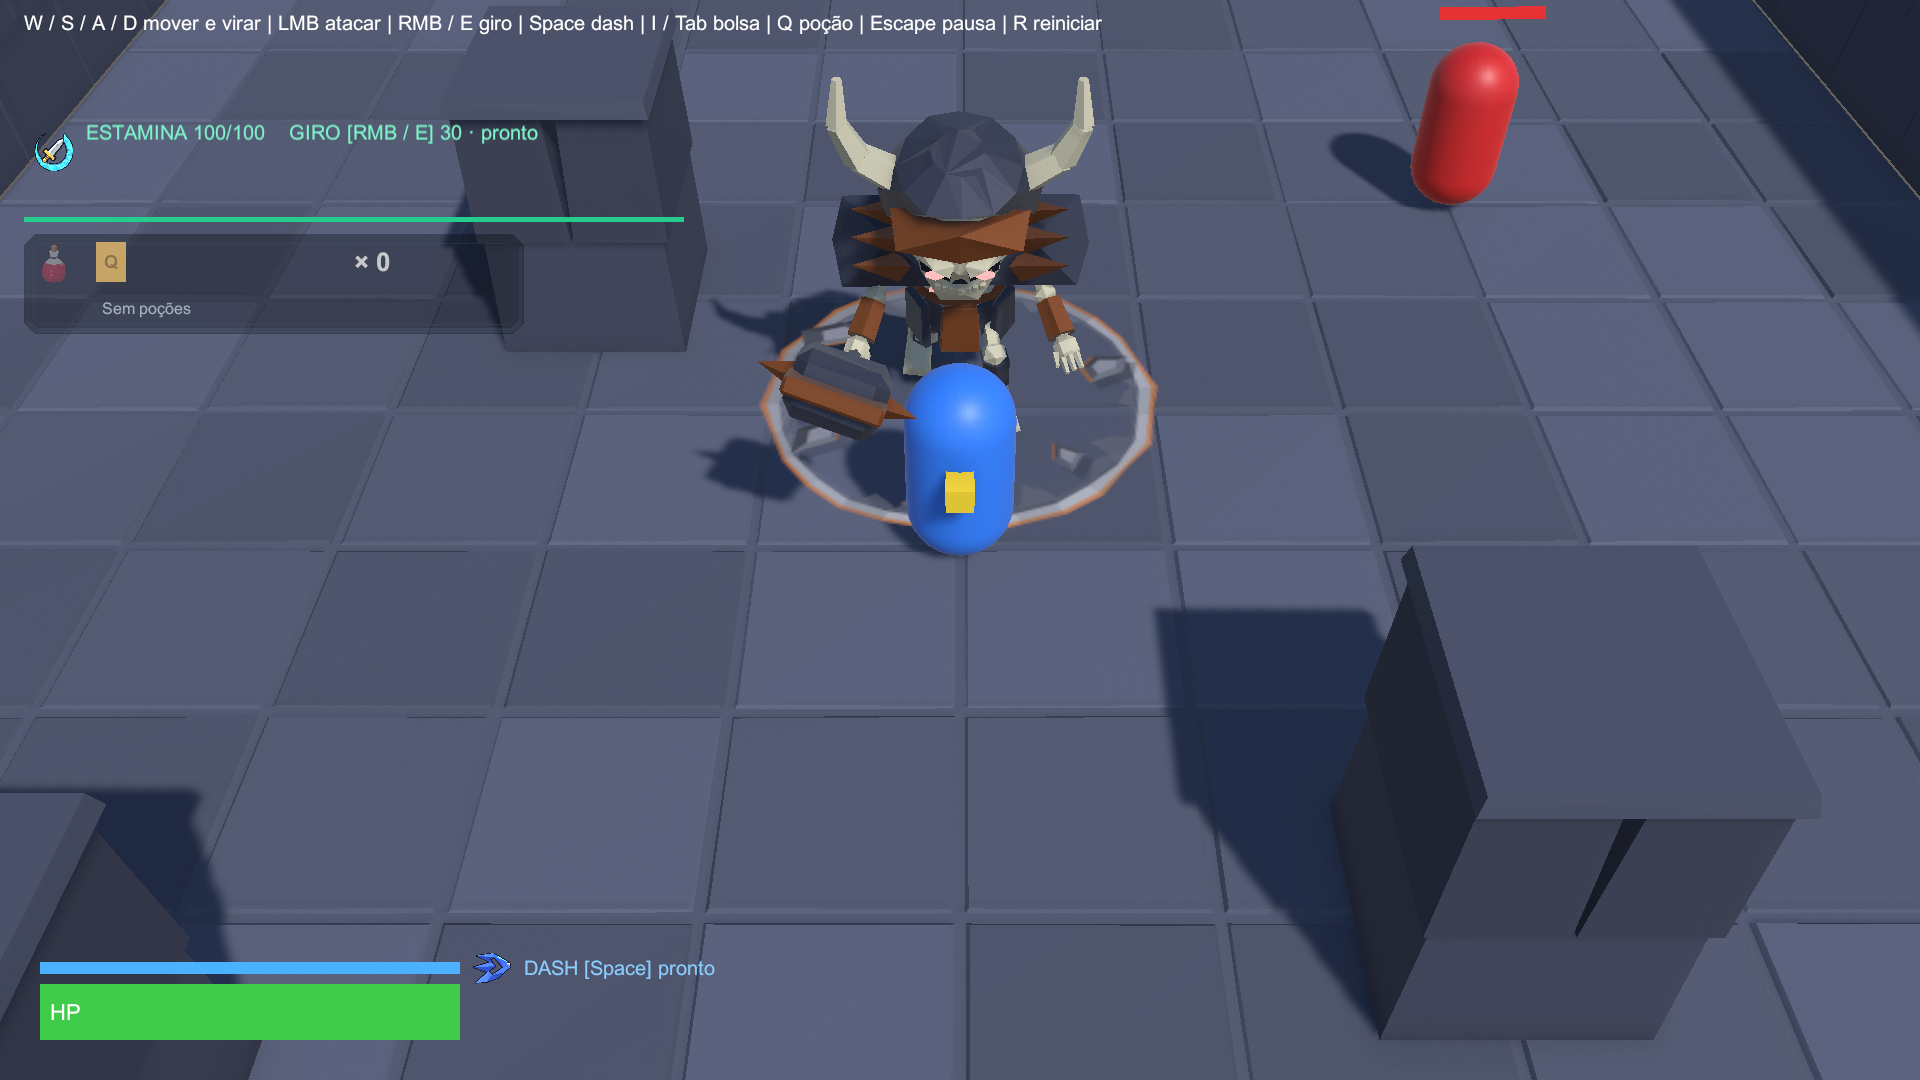 W / S / A / D mover e virar | LMB atacar | RMB / E giro | Space dash | I / Tab bolsa | Q poção | Escape pausa | R reiniciar
ESTAMINA 100/100 GIRO [RMB / E] 30 · pronto
Q × 0
Sem poções
DASH [Space] pronto
HP